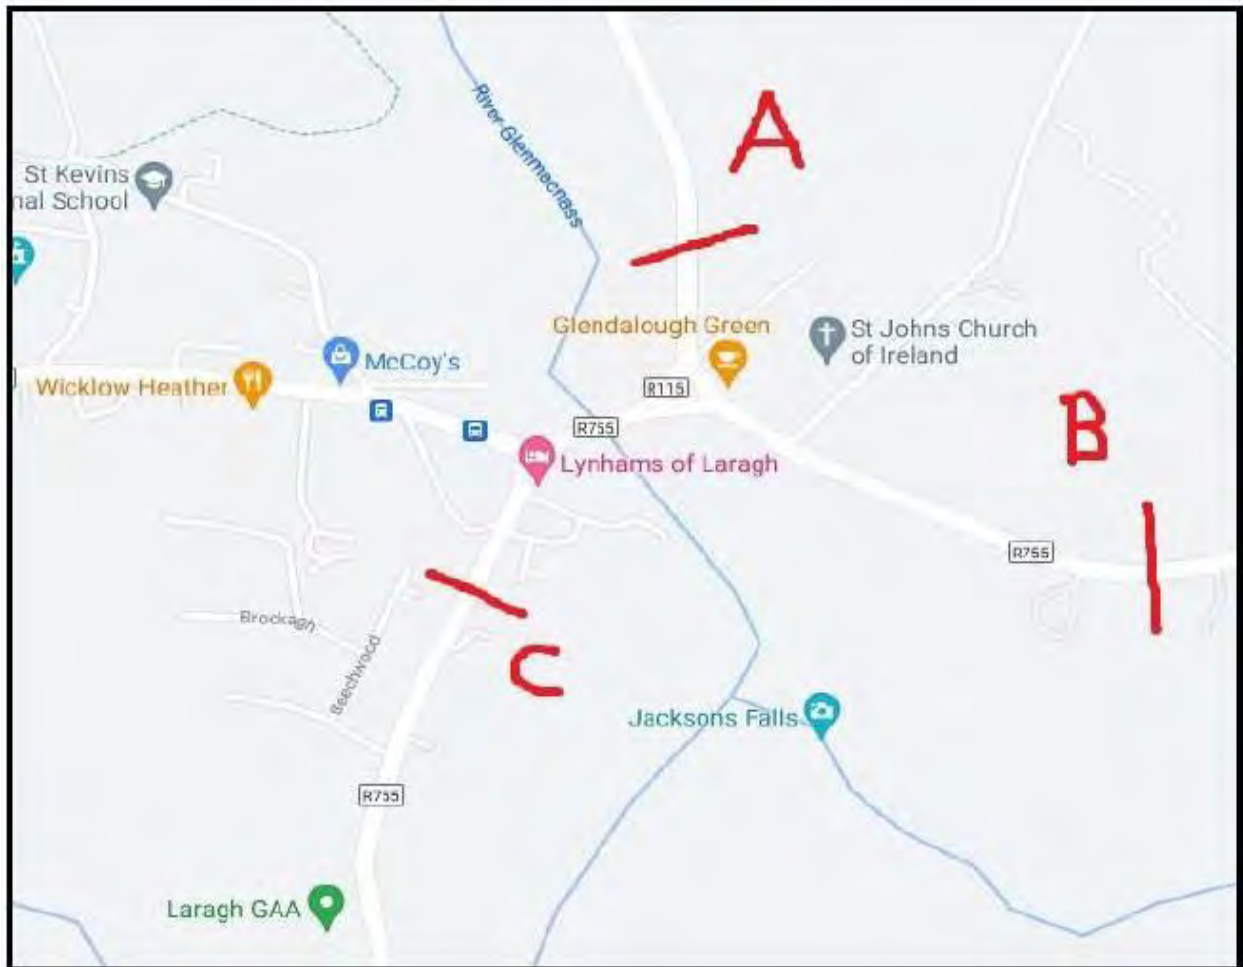 A
River Glenmacnass
St Kevins
nal School
Glendalough Green
St Johns Church
of Ireland
McCoy's
Wicklow Heather
R115
B
R755
Lynhams of Laragh
R755
Brockagh
Beechwood
C
Jacksons Falls
R755
Laragh GAA